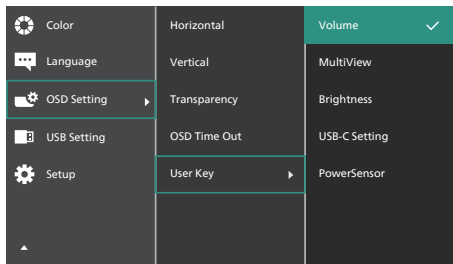 Color
Language
OSD Setting
USB Setting
Setup
Horizontal
Vertical
Transparency
OSD Time Out
User Key
Volume
MultiView
Brightness
USB-C Setting
PowerSensor